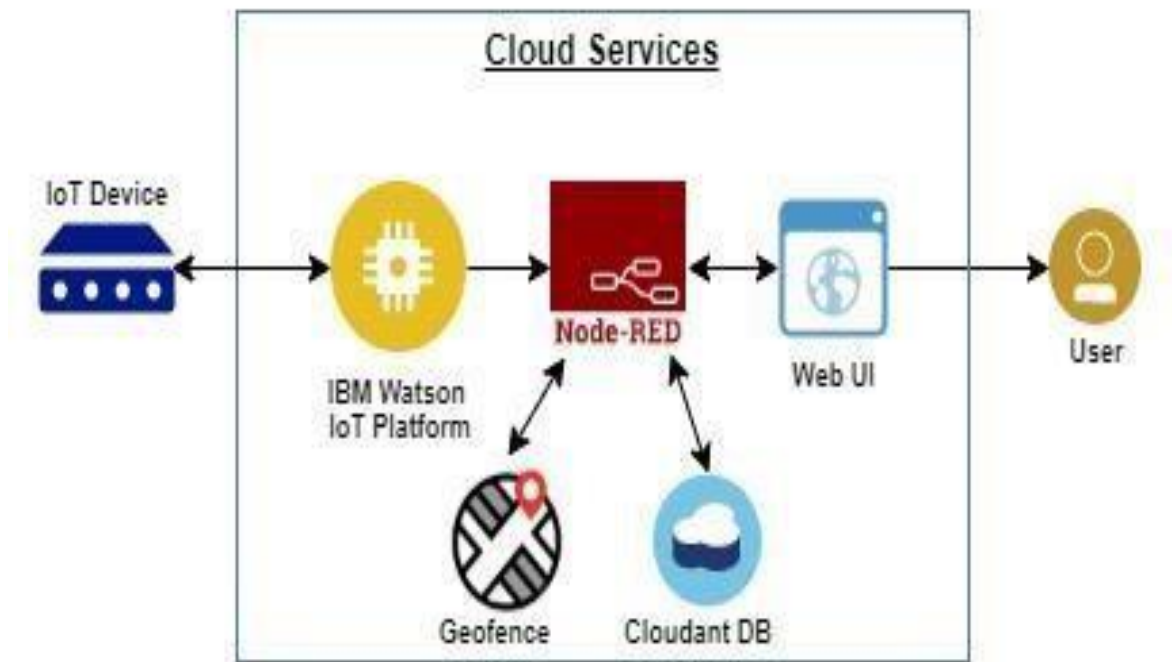 Cloud Services
IoT Device
Node-RED
IBM Watson
IoT Platform
Web UI
User
Geofence
Cloudant DB